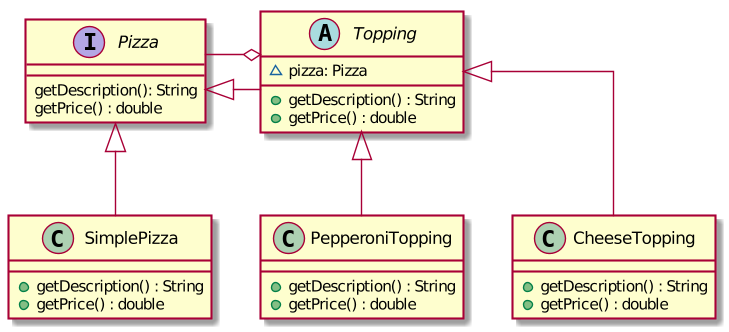 I Pizza
getDescription(): String
getPrice() : double
A Topping
pizza: Pizza
getDescription() : String
getPrice() : double
C SimplePizza
getDescription() : String
getPrice() : double
C PepperoniTopping
getDescription() : String
getPrice() : double
C CheeseTopping
getDescription() : String
getPrice() : double